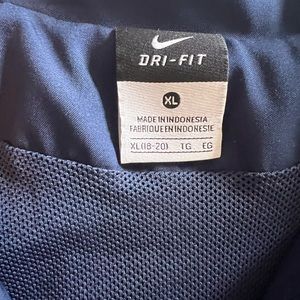 DRI-FIT
XL
MADE IN INDONESIA
FABRIQUE EN INDONESIE
XL(18-20) TG EG